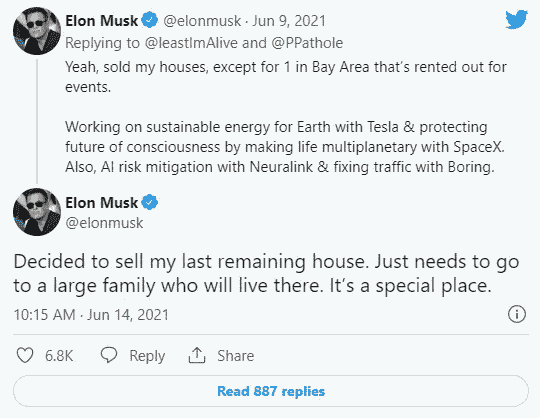 Elon Musk @elonmusk · Jun 9, 2021
Replying to @leastImAlive and @PPathole
Yeah, sold my houses, except for 1 in Bay Area that's rented out for
events.
Working on sustainable energy for Earth with Tesla & protecting
future of consciousness by making life multiplanetary with SpaceX.
Also, AI risk mitigation with Neuralink & fixing traffic with Boring.
Elon Musk
@elonmusk
Decided to sell my last remaining house. Just needs to go
to a large family who will live there. It's a special place.
10:15 AM · Jun 14, 2021
6.8K Reply Share
Read 887 replies